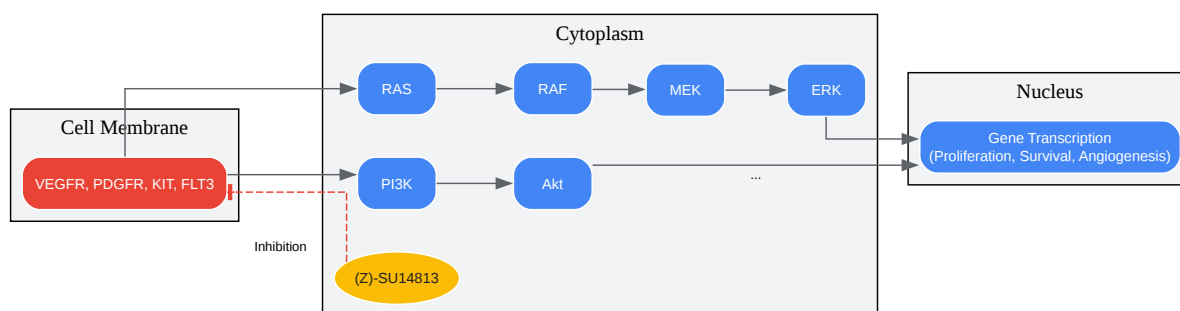 Cytoplasm
RAS
RAF
MEK
ERK
Nucleus
Cell Membrane
Gene Transcription
(Proliferation, Survival, Angiogenesis)
VEGFR, PDGFR, KIT, FLT3
PI3K
Akt
...
Inhibition
(Z)-SU14813